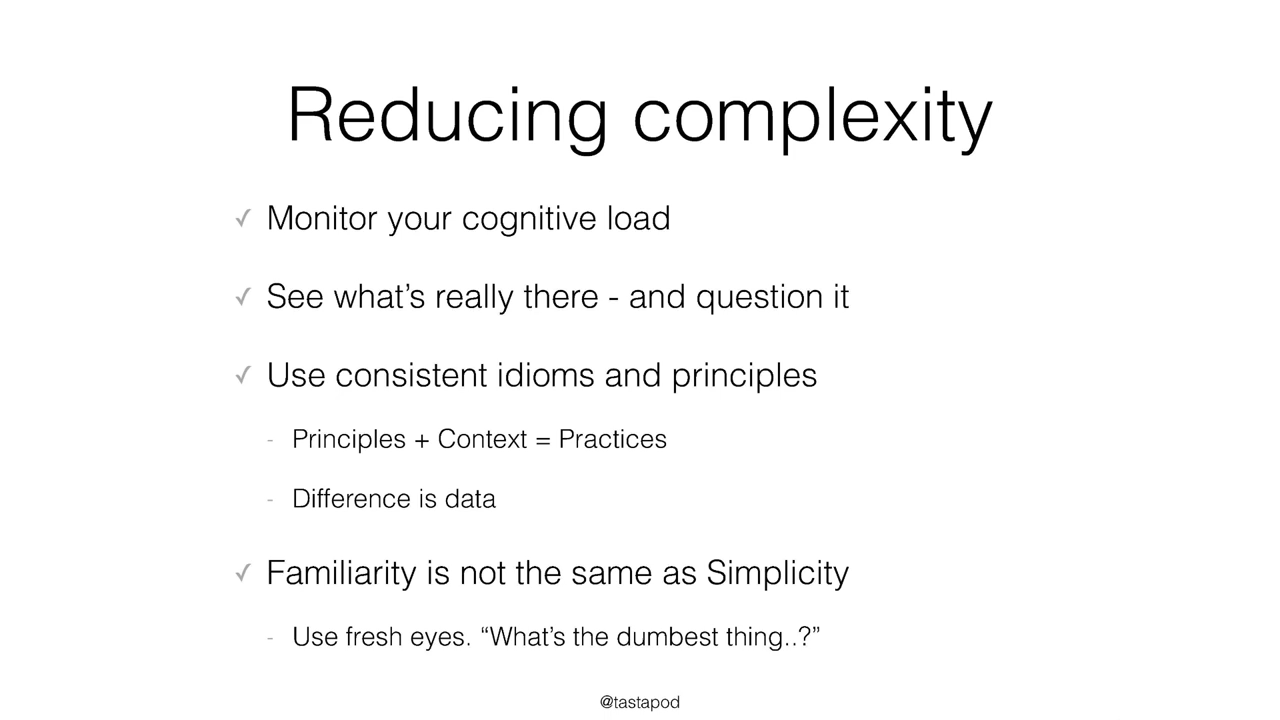 Reducing complexity
✓ Monitor your cognitive load
✓ See what’s really there - and question it
✓ Use consistent idioms and principles
- Principles + Context = Practices
- Difference is data
✓ Familiarity is not the same as Simplicity
- Use fresh eyes. “What’s the dumbest thing..?”
@tastapod